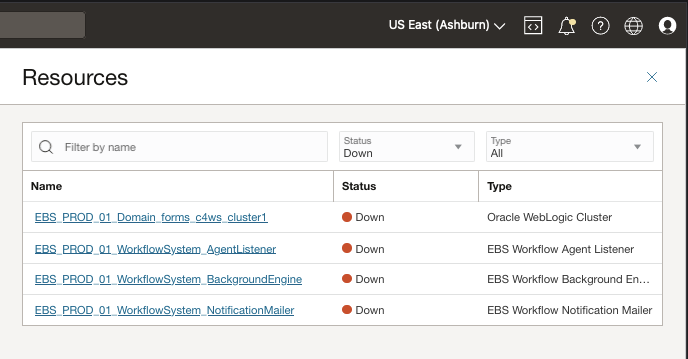 US East (Ashburn)
Resources
Filter by name
Status
Down
Type
All
Name Status Type
EBS_PROD_01_Domain_forms_c4ws_cluster1 Down Oracle WebLogic Cluster
EBS_PROD_01_WorkflowSystem_AgentListener Down EBS Workflow Agent Listener
EBS_PROD_01_WorkflowSystem_BackgroundEngine Down EBS Workflow Background En...
EBS_PROD_01_WorkflowSystem_NotificationMailer Down EBS Workflow Notification Mailer